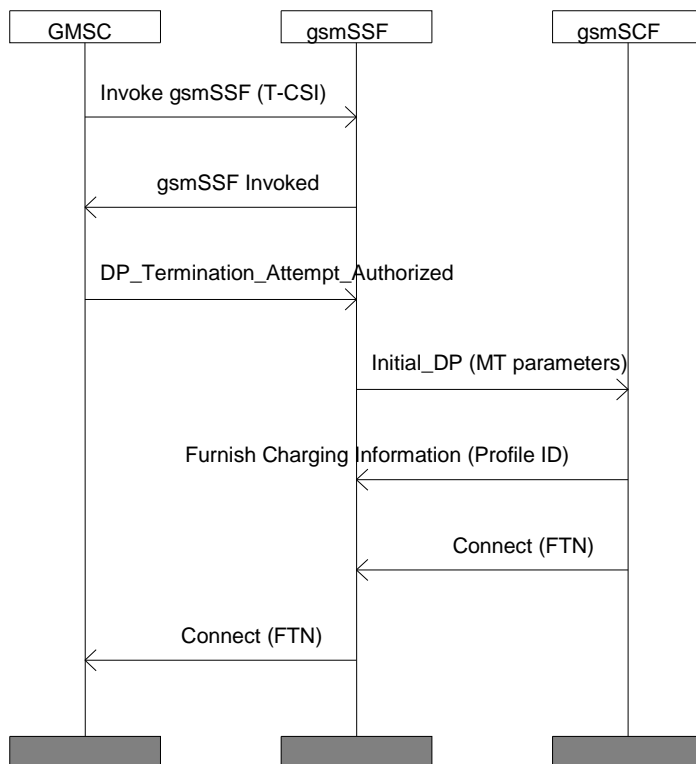 GMSC
gsmSSF
gsmSCF
Invoke gsmSSF (T-CSI)
gsmSSF Invoked
DP_Termination_Attempt_Authorized
Initial_DP (MT parameters)
Furnish Charging Information (Profile ID)
Connect (FTN)
Connect (FTN)